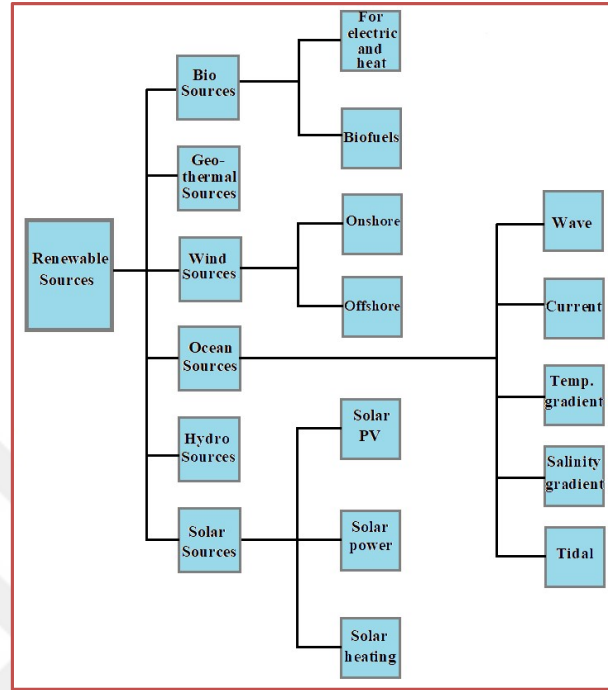 Renewable
Sources
Bio
Sources
For
electric
and
heat
Biofuels
Geo-
thermal
Sources
Wind
Sources
Onshore
Offshore
Ocean
Sources
Wave
Current
Temp.
gradient
Salinity
gradient
Tidal
Hydro
Sources
Solar
Sources
Solar
PV
Solar
power
Solar
heating